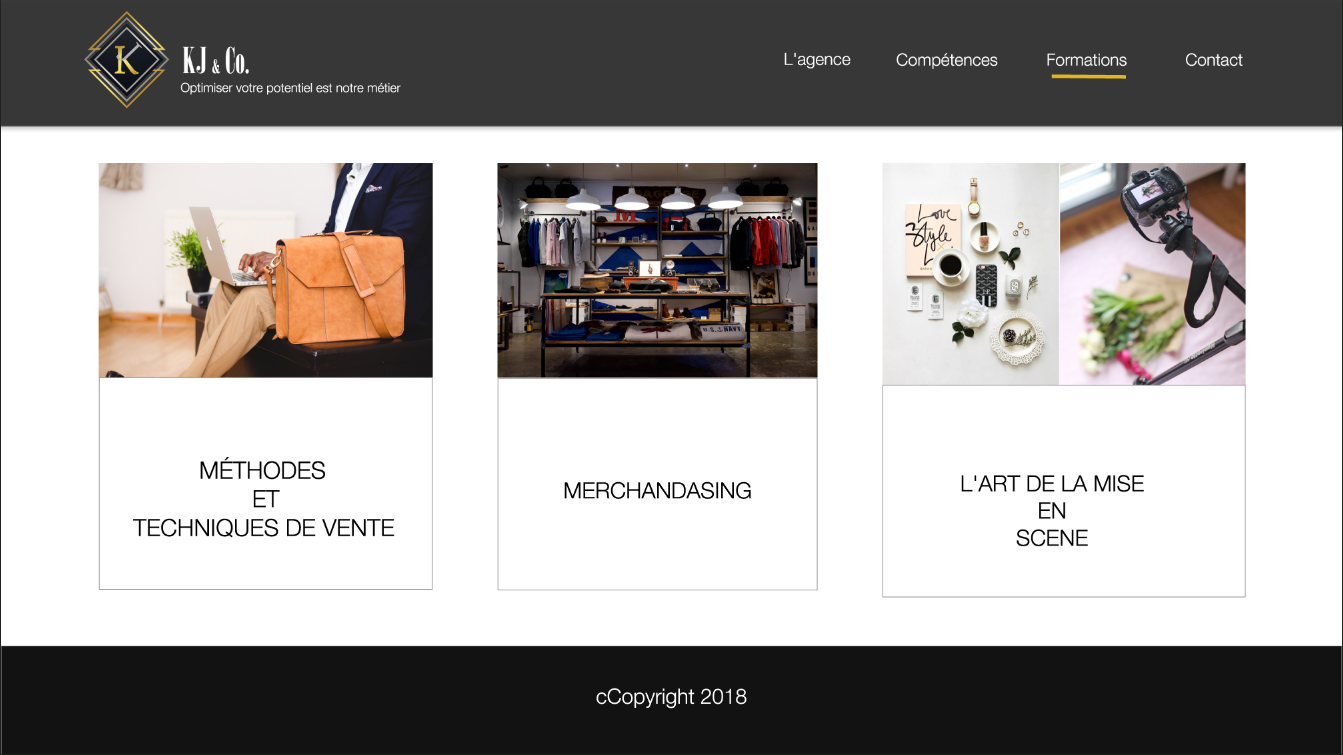 K
KJ & Co.
Optimiser votre potentiel est notre métier
L'agence Compétences Formations Contact
Love
Style
L
U.S. NAVY
MÉTHODES
ET
TECHNIQUES DE VENTE
MERCHANDASING
L'ART DE LA MISE
EN
SCENE
cCopyright 2018